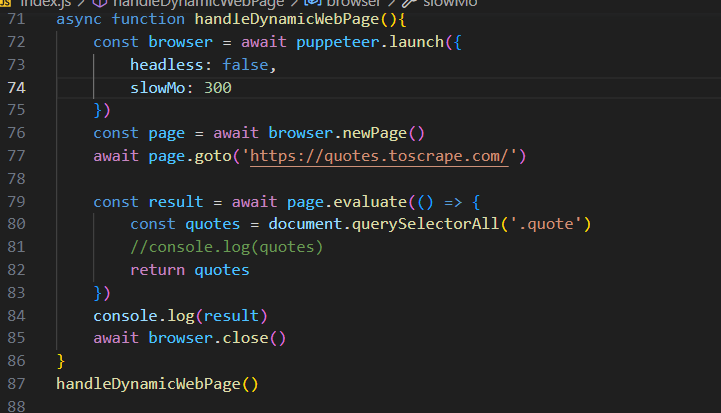 index.js > handleDynamicWebPage > browser > slowMo
71 async function handleDynamicWebPage(){
72 const browser = await puppeteer.launch({
73 headless: false,
74 slowMo: 300
75 })
76 const page = await browser.newPage()
77 await page.goto('https://quotes.toscrape.com/')
78
79 const result = await page.evaluate(() => {
80 const quotes = document.querySelectorAll('.quote')
81 //console.log(quotes)
82 return quotes
83 })
84 console.log(result)
85 await browser.close()
86 }
87 handleDynamicWebPage()
88